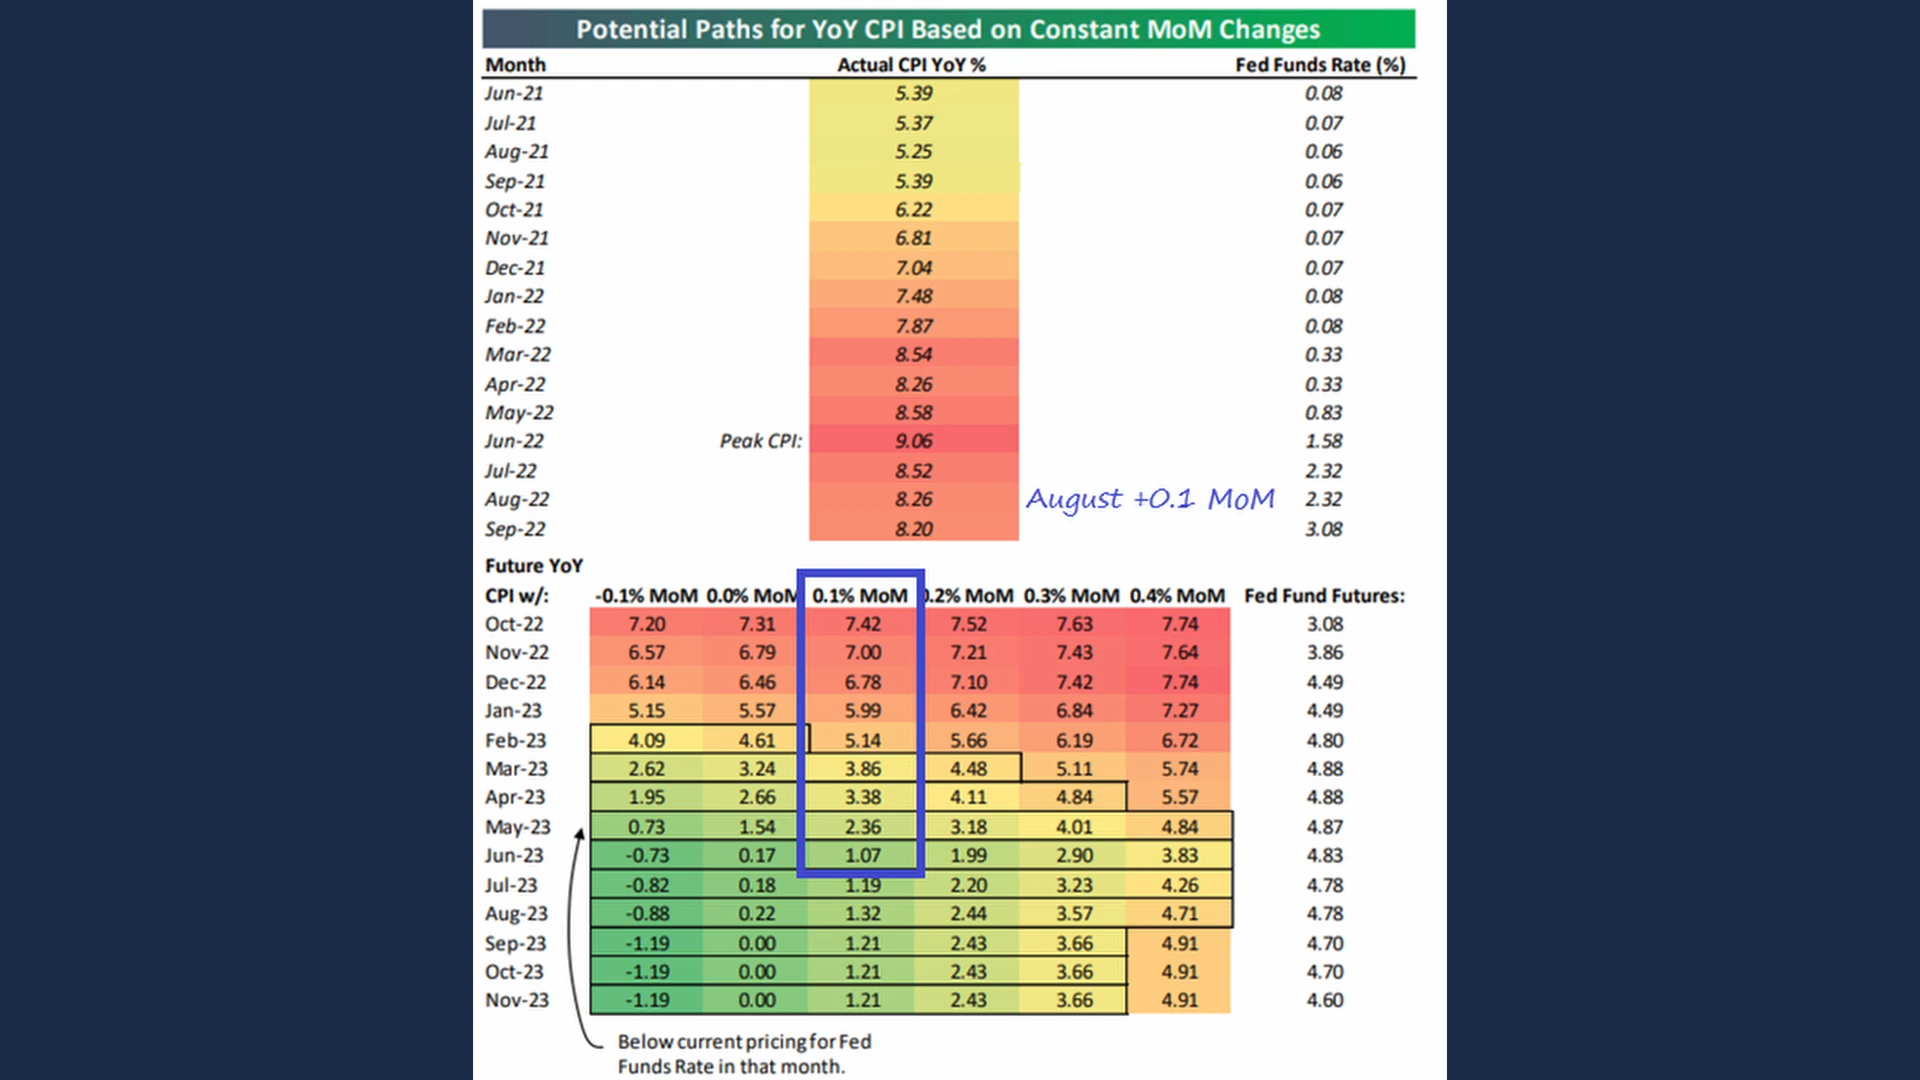 Potential Paths for YoY CPI Based on Constant MoM Changes
Month Actual CPI YoY % Fed Funds Rate (%)
Jun-21 5.39 0.08
Jul-21 5.37 0.07
Aug-21 5.25 0.06
Sep-21 5.39 0.06
Oct-21 6.22 0.07
Nov-21 6.81 0.07
Dec-21 7.04 0.07
Jan-22 7.48 0.08
Feb-22 7.87 0.08
Mar-22 8.54 0.33
Apr-22 8.26 0.33
May-22 8.58 0.83
Jun-22 Peak CPI: 9.06 1.58
Jul-22 8.52 2.32
Aug-22 8.26 August +0.1 MoM 2.32
Sep-22 8.20 3.08
Future YoY
CPI w/: -0.1% MoM 0.0% MoM 0.1% MoM 0.2% MoM 0.3% MoM 0.4% MoM Fed Fund Futures:
Oct-22 7.20 7.31 7.42 7.52 7.63 7.74 3.08
Nov-22 6.57 6.79 7.00 7.21 7.43 7.64 3.86
Dec-22 6.14 6.46 6.78 7.10 7.42 7.74 4.49
Jan-23 5.15 5.57 5.99 6.42 6.84 7.27 4.49
Feb-23 4.09 4.61 5.14 5.66 6.19 6.72 4.80
Mar-23 2.62 3.24 3.86 4.48 5.11 5.74 4.88
Apr-23 1.95 2.66 3.38 4.11 4.84 5.57 4.88
May-23 0.73 1.54 2.36 3.18 4.01 4.84 4.87
Jun-23 -0.73 0.17 1.07 1.99 2.90 3.83 4.83
Jul-23 -0.82 0.18 1.19 2.20 3.23 4.26 4.78
Aug-23 -0.88 0.22 1.32 2.44 3.57 4.71 4.78
Sep-23 -1.19 0.00 1.21 2.43 3.66 4.91 4.70
Oct-23 -1.19 0.00 1.21 2.43 3.66 4.91 4.70
Nov-23 -1.19 0.00 1.21 2.43 3.66 4.91 4.60
Below current pricing for Fed
Funds Rate in that month.